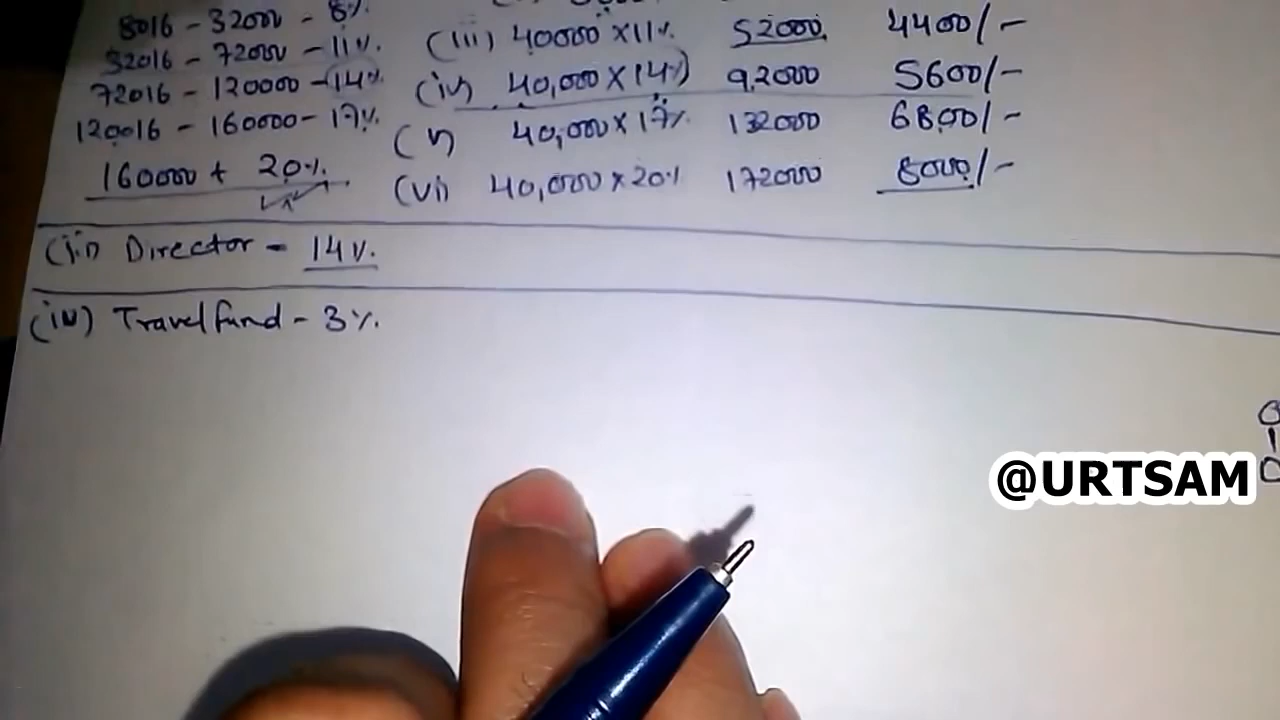 8016 - 32000 - 8%
32016 - 72000 - 11%.
72016 - 120000 - 14%
120016 - 160000 - 17%
160000 + 20%.
(iii) 40000 x 11% 52000 4400/-
(iv) 40,000 x 14% 92000 5600/-
(v) 40,000 x 17% 132000 6800/-
(vi) 40,000 x 20% 172000 8000/-
(iii) Director - 14%.
(iv) Travel fund - 3%.
@URTSAM